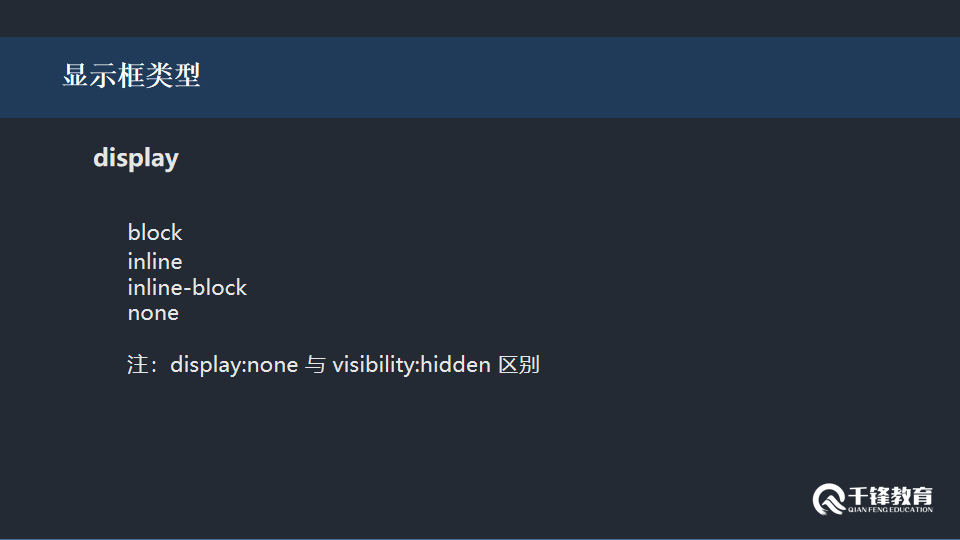 显示框类型
display
block
inline
inline-block
none
注：display:none 与 visibility:hidden 区别
千锋教育
QIAN FENG EDUCATION